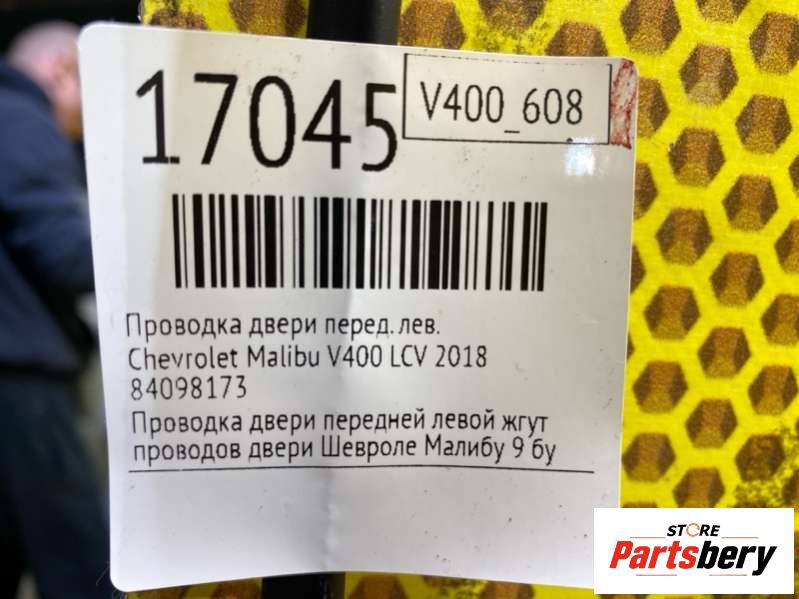 17045
V400_608
Проводка двери перед. лев.
Chevrolet Malibu V400 LCV 2018
84098173
Проводка двери передней левой жгут
проводов двери Шевроле Малибу 9 бу
STORE
Partsbery